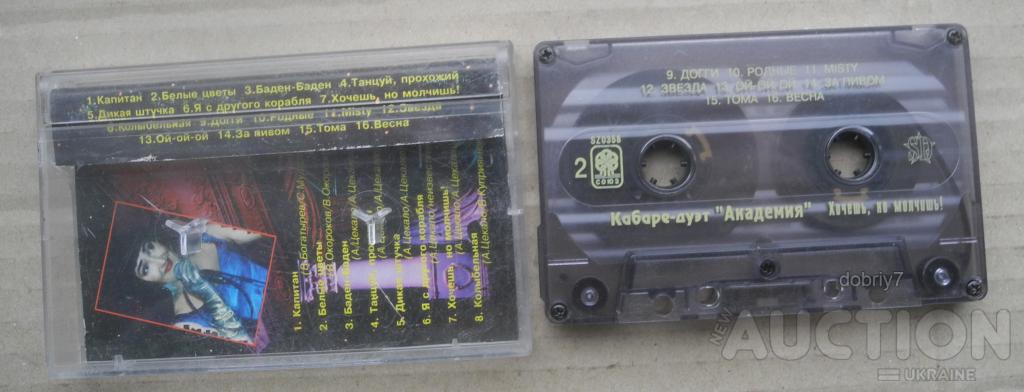 1.Капитан 2.Белые цветы 3.Баден-Баден 4.Танцуй, прохожий
5.Дикая штучка 6.Я с другого корабля 7.Хочешь, но молчишь!
8.Колыбельная 9.Догги 10.Родные 11.Misty 12.Звезда
13.Ой-ой-ой 14.За пивом 15.Тома 16.Весна
1. Капитан
2. Белые цветы
3. Баден-Баден
4. Танцуй,
5. Дикая штучка
6. Я с другого корабля
7. Хочешь, но молчишь!
8. Колыбельная
9. ДОГГИ 10. РОДНЫЕ 11. MISTY
12. ЗВЕЗДА 13. ОЙ-ОЙ-ОЙ 14. ЗА ПИВОМ
15. ТОМА 16. ВЕСНА
2
СОЮЗ
Кабаре-дуэт "Академия" Хочешь, но молчишь!
dobriy7
NEW AUCTION
UKRAINE